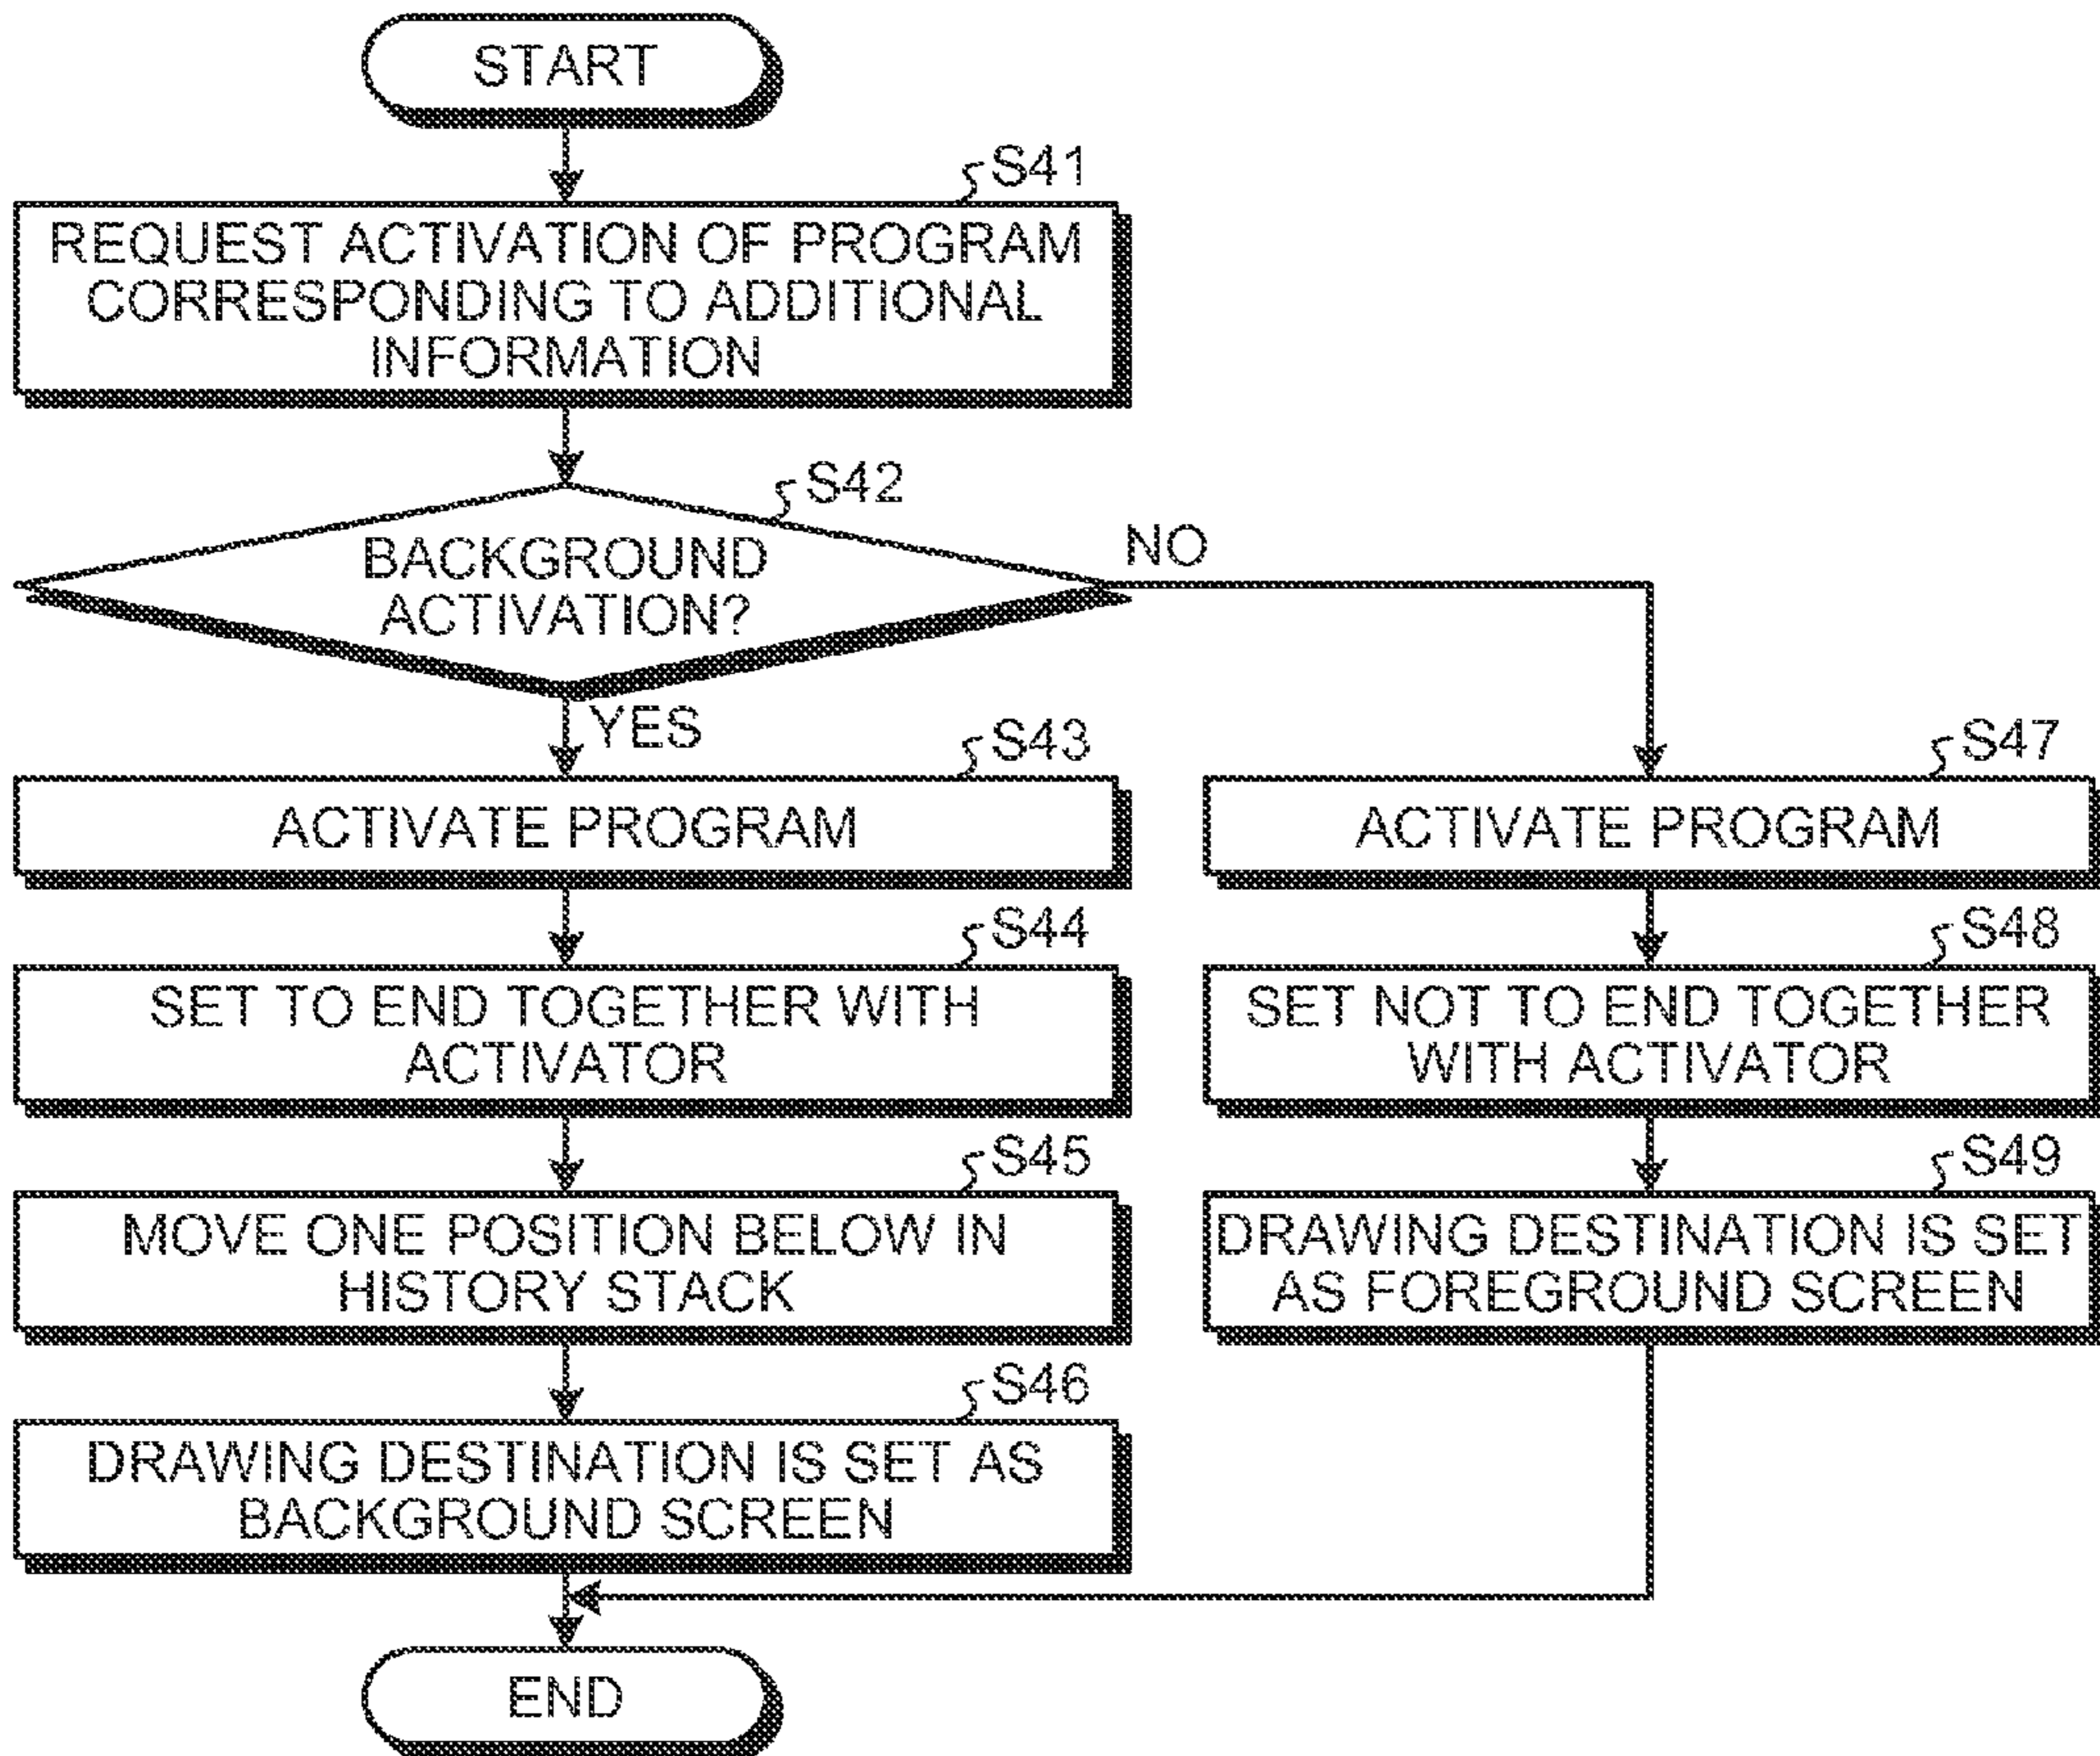 START
S41
REQUEST ACTIVATION OF PROGRAM
CORRESPONDING TO ADDITIONAL
INFORMATION
S42
BACKGROUND
ACTIVATION?
NO
YES
S43
ACTIVATE PROGRAM
S44
SET TO END TOGETHER WITH
ACTIVATOR
S45
MOVE ONE POSITION BELOW IN
HISTORY STACK
S46
DRAWING DESTINATION IS SET AS
BACKGROUND SCREEN
S47
ACTIVATE PROGRAM
S48
SET NOT TO END TOGETHER
WITH ACTIVATOR
S49
DRAWING DESTINATION IS SET
AS FOREGROUND SCREEN
END